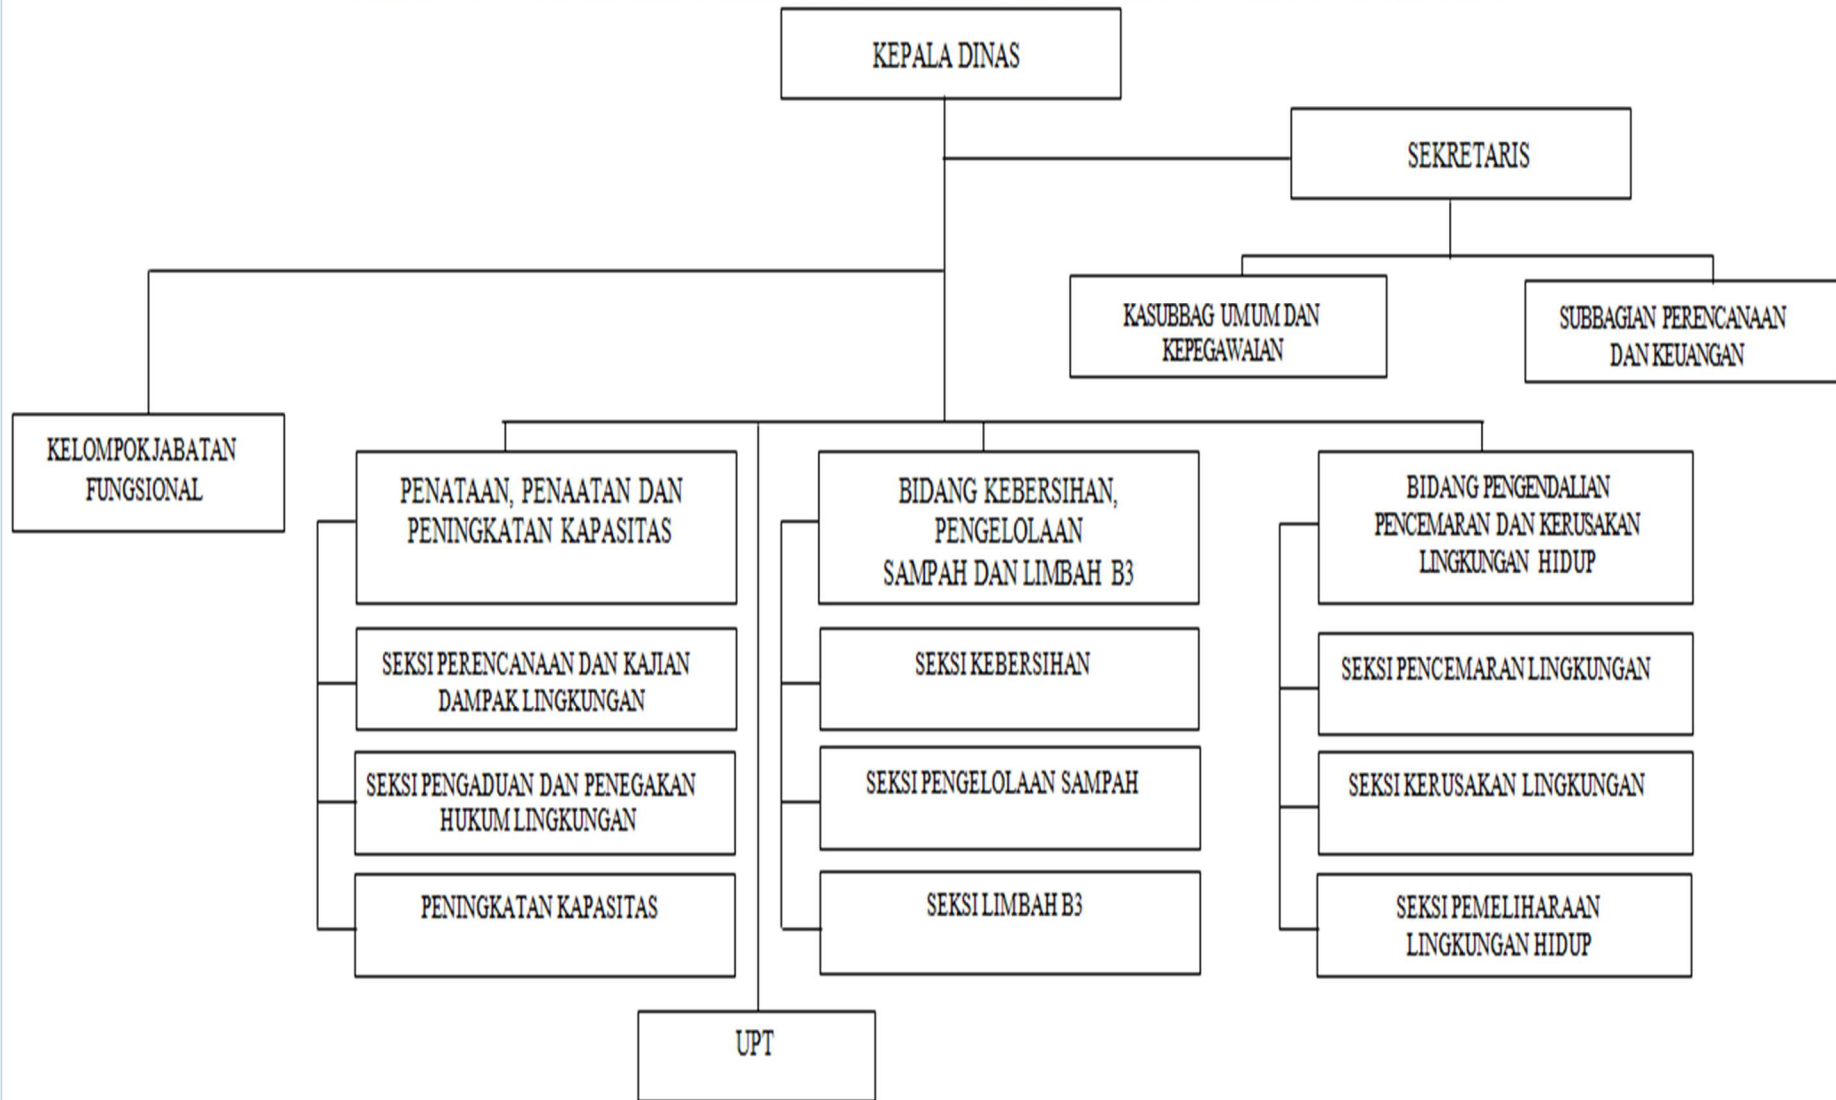 KEPALA DINAS
SEKRETARIS
KASUBBAG UMUM DAN
KEPEGAWAIAN
SUBBAGIAN PERENCANAAN
DAN KEUANGAN
KELOMPOK JABATAN
FUNGSIONAL
PENATAAN, PENAATAN DAN
PENINGKATAN KAPASITAS
BIDANG KEBERSIHAN,
PENGELOLAAN
SAMPAH DAN LIMBAH B3
BIDANG PENGENDALIAN
PENCEMARAN DAN KERUSAKAN
LINGKUNGAN HIDUP
SEKSI PERENCANAAN DAN KAJIAN
DAMPAK LINGKUNGAN
SEKSI KEBERSIHAN
SEKSI PENCEMARAN LINGKUNGAN
SEKSI PENGADUAN DAN PENEGAKAN
HUKUM LINGKUNGAN
SEKSI PENGELOLAAN SAMPAH
SEKSI KERUSAKAN LINGKUNGAN
PENINGKATAN KAPASITAS
SEKSI LIMBAH B3
SEKSI PEMELIHARAAN
LINGKUNGAN HIDUP
UPT